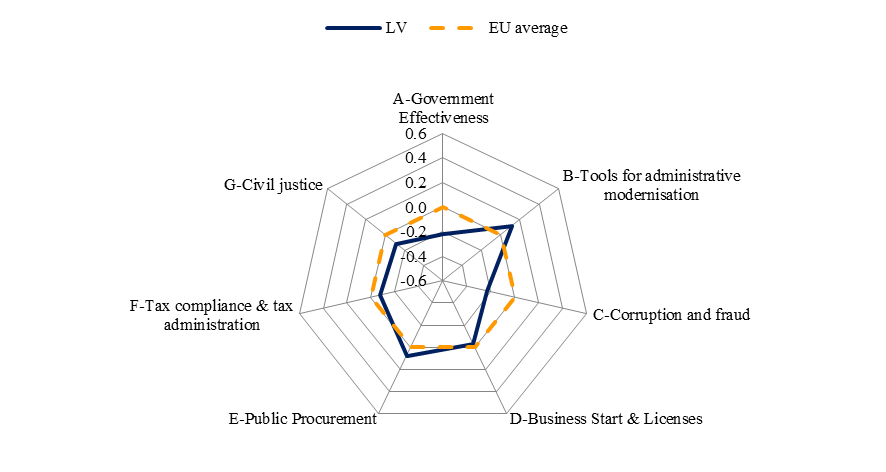 LV
EU average
A-Government
Effectiveness
0.6
0.4
0.2
0.0
-0.2
-0.4
-0.6
B-Tools for administrative
modernisation
G-Civil justice
C-Corruption and fraud
F-Tax compliance & tax
administration
E-Public Procurement
D-Business Start & Licenses